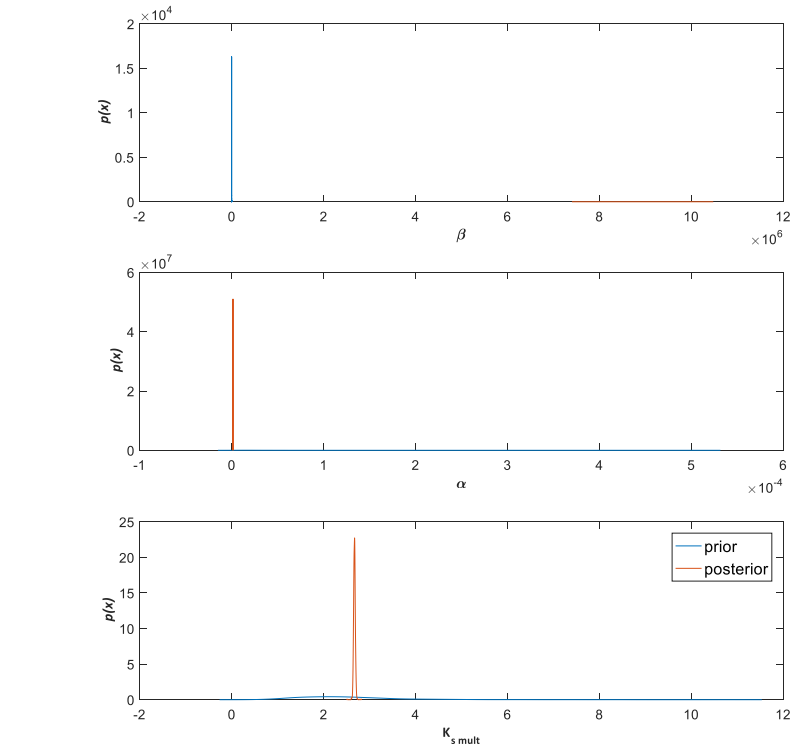 ×10⁴
2
1.5
1
0.5
0
p(x)
-2 0 2 4 6 8 10 12
β
×10⁶
×10⁷
6
4
2
0
p(x)
-1 0 1 2 3 4 5 6
α
×10⁻⁴
25
20
15
10
5
0
p(x)
prior
posterior
-2 0 2 4 6 8 10 12
K s mult